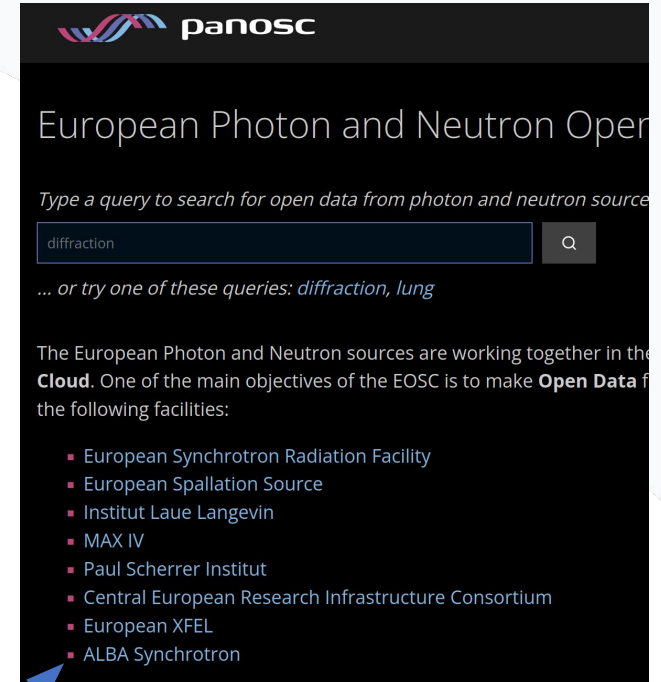 panosc
European Photon and Neutron Oper
Type a query to search for open data from photon and neutron source
diffraction
... or try one of these queries: diffraction, lung
The European Photon and Neutron sources are working together in the
Cloud. One of the main objectives of the EOSC is to make Open Data f
the following facilities:
European Synchrotron Radiation Facility
European Spallation Source
Institut Laue Langevin
MAX IV
Paul Scherrer Institut
Central European Research Infrastructure Consortium
European XFEL
ALBA Synchrotron